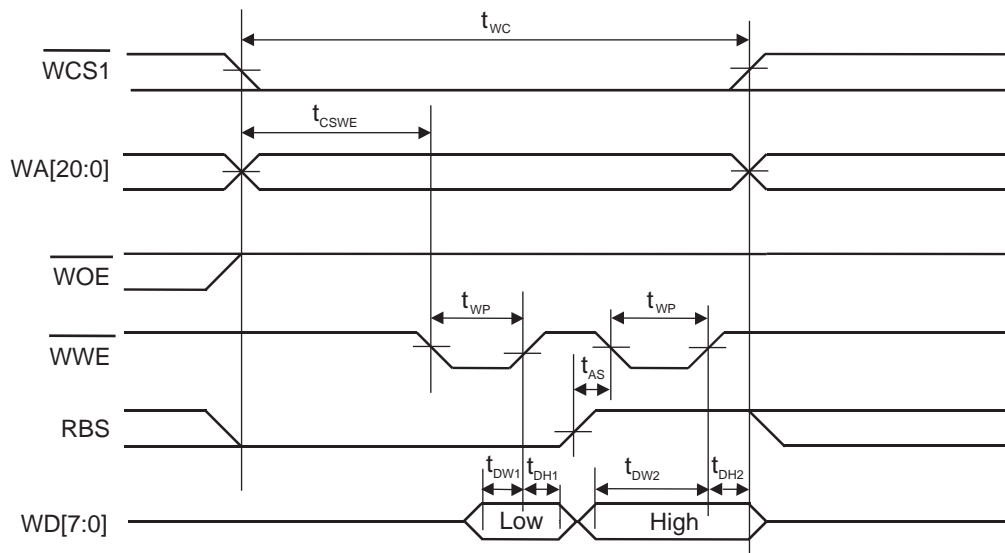 tWC
WCS1
tCSWE
WA[20:0]
WOE
tWP tWP
WWE
tAS
RBS
tDW1 tDH1 tDW2 tDH2
WD[7:0] Low High